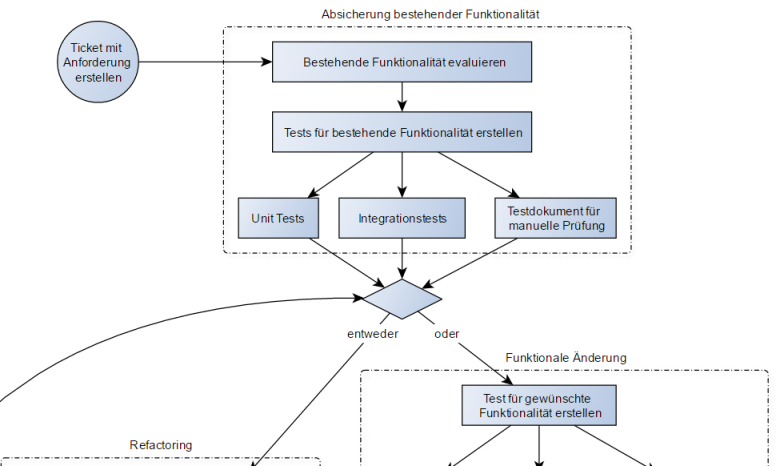 Absicherung bestehender Funktionalität
Ticket mit
Anforderung
erstellen
Bestehende Funktionalität evaluieren
Tests für bestehende Funktionalität erstellen
Unit Tests
Integrationstests
Testdokument für
manuelle Prüfung
entweder
oder
Funktionale Änderung
Test für gewünschte
Funktionalität erstellen
Refactoring